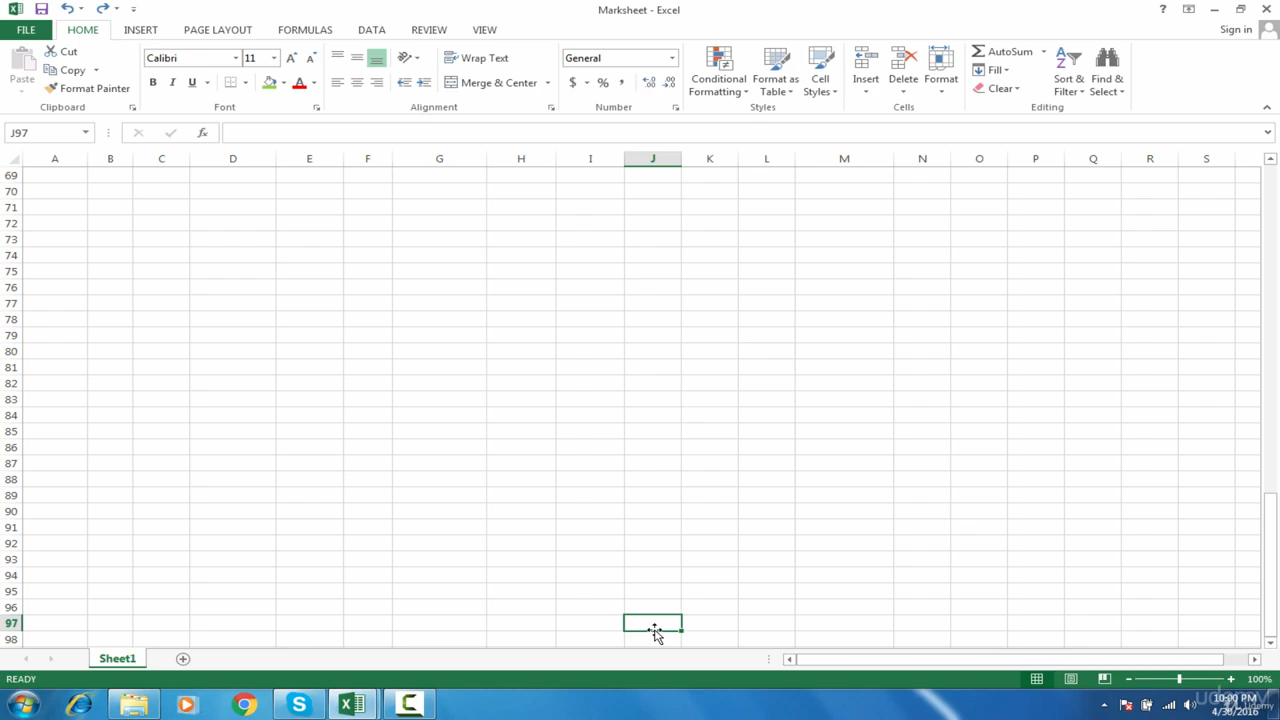 Marksheet - Excel
?
FILE HOME INSERT PAGE LAYOUT FORMULAS DATA REVIEW VIEW Sign in
Paste Cut Copy Format Painter
Calibri 11 A A
B I U A
Wrap Text
Merge & Center
General
$ % ,
Conditional Formatting
Format as Table
Cell Styles
Insert Delete Format
AutoSum
Fill
Clear
Sort & Filter
Find & Select
Clipboard Font Alignment Number Styles Cells Editing
J97 fx
A B C D E F G H I J K L M N O P Q R S
69
70
71
72
73
74
75
76
77
78
79
80
81
82
83
84
85
86
87
88
89
90
91
92
93
94
95
96
97
98
Sheet1
READY 100%
10:00 PM
4/30/2016
udemy
Udemy